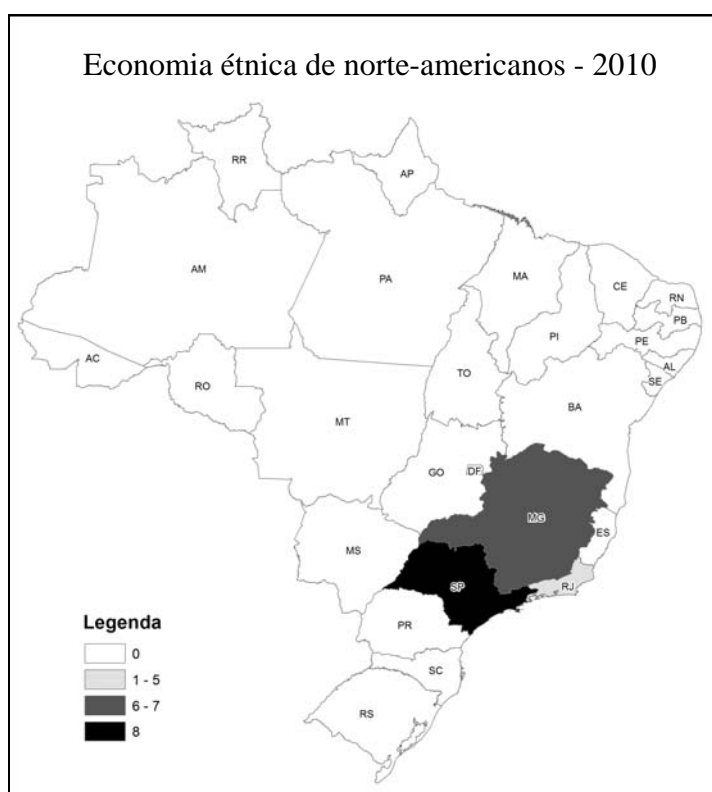 Economia étnica de norte-americanos - 2010
RR
AP
AM
PA
MA
CE
RN
PB
PE
PI
AL
SE
AC
RO
TO
BA
MT
GO
DF
MG
ES
MS
SP
RJ
PR
SC
RS
Legenda
0
1 - 5
6 - 7
8